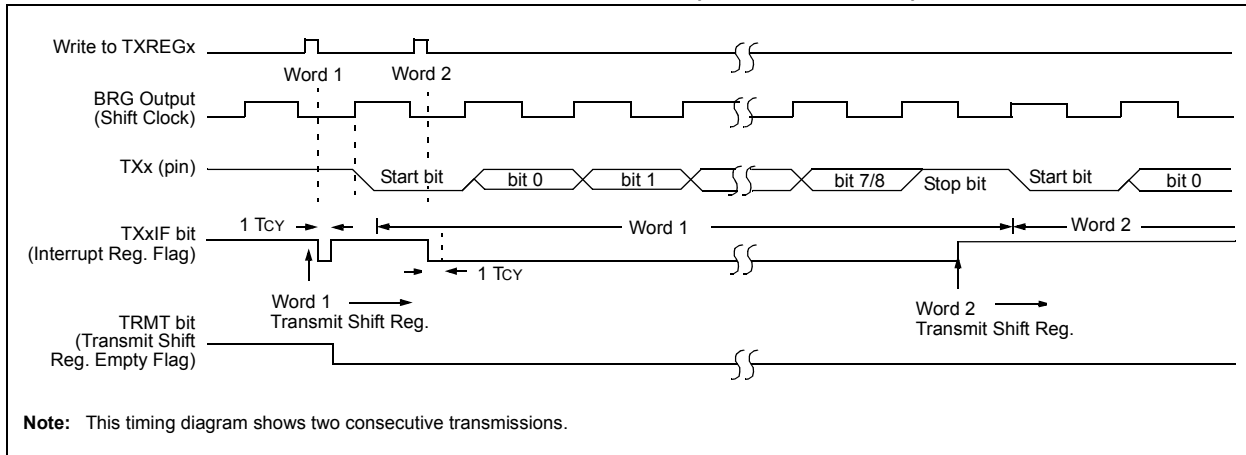 Write to TXREGx
Word 1
Word 2
BRG Output
(Shift Clock)
TXx (pin)
Start bit
bit 0
bit 1
bit 7/8
Stop bit
Start bit
bit 0
1 TCY
Word 1
Word 2
TXxIF bit
(Interrupt Reg. Flag)
1 TCY
Word 1
Transmit Shift Reg.
Word 2
Transmit Shift Reg.
TRMT bit
(Transmit Shift
Reg. Empty Flag)
Note: This timing diagram shows two consecutive transmissions.